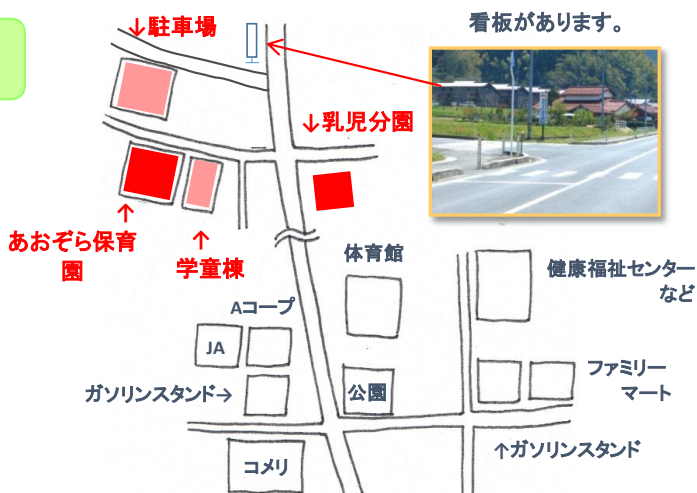 看板があります。
↓駐車場
↓乳児分園
↑
あおぞら保育
園
↑
学童棟
体育館
健康福祉センター
など
Aコープ
JA
ガソリンスタンド→
公園
ファミリー
マート
↑ガソリンスタンド
コメリ